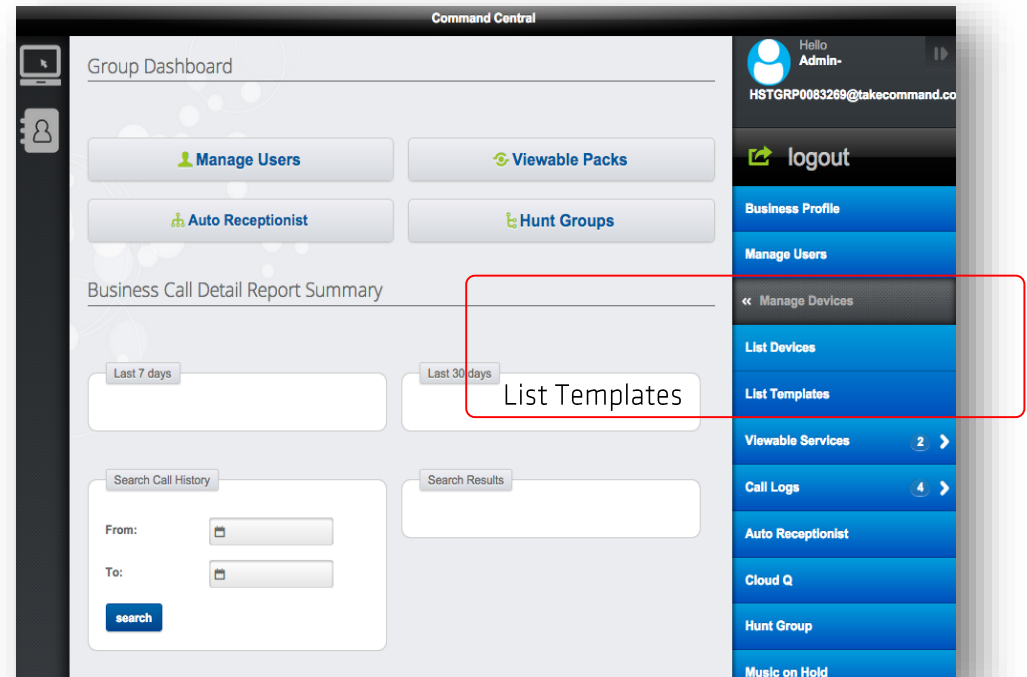 Command Central
Group Dashboard
Manage Users
Viewable Packs
Auto Receptionist
Hunt Groups
Business Call Detail Report Summary
Last 7 days
Last 30 days
List Templates
Search Call History
From:
To:
search
Search Results
Hello
Admin-
HSTGRP0083269@takecommand.co
logout
Business Profile
Manage Users
« Manage Devices
List Devices
List Templates
Viewable Services 2
Call Logs 4
Auto Receptionist
Cloud Q
Hunt Group
Music on Hold